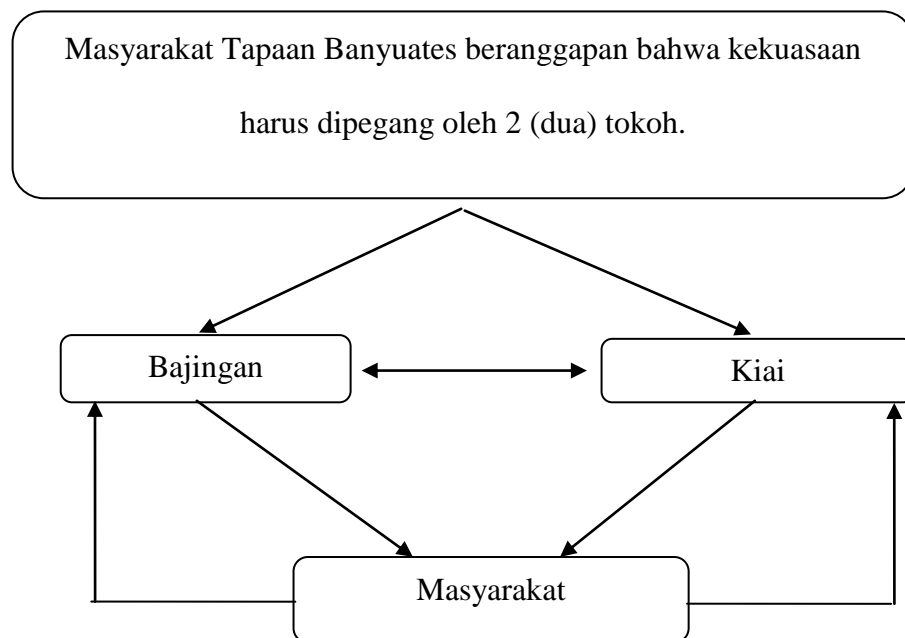 Masyarakat Tapaan Banyuates beranggapan bahwa kekuasaan
harus dipegang oleh 2 (dua) tokoh.
Bajingan
Kiai
Masyarakat